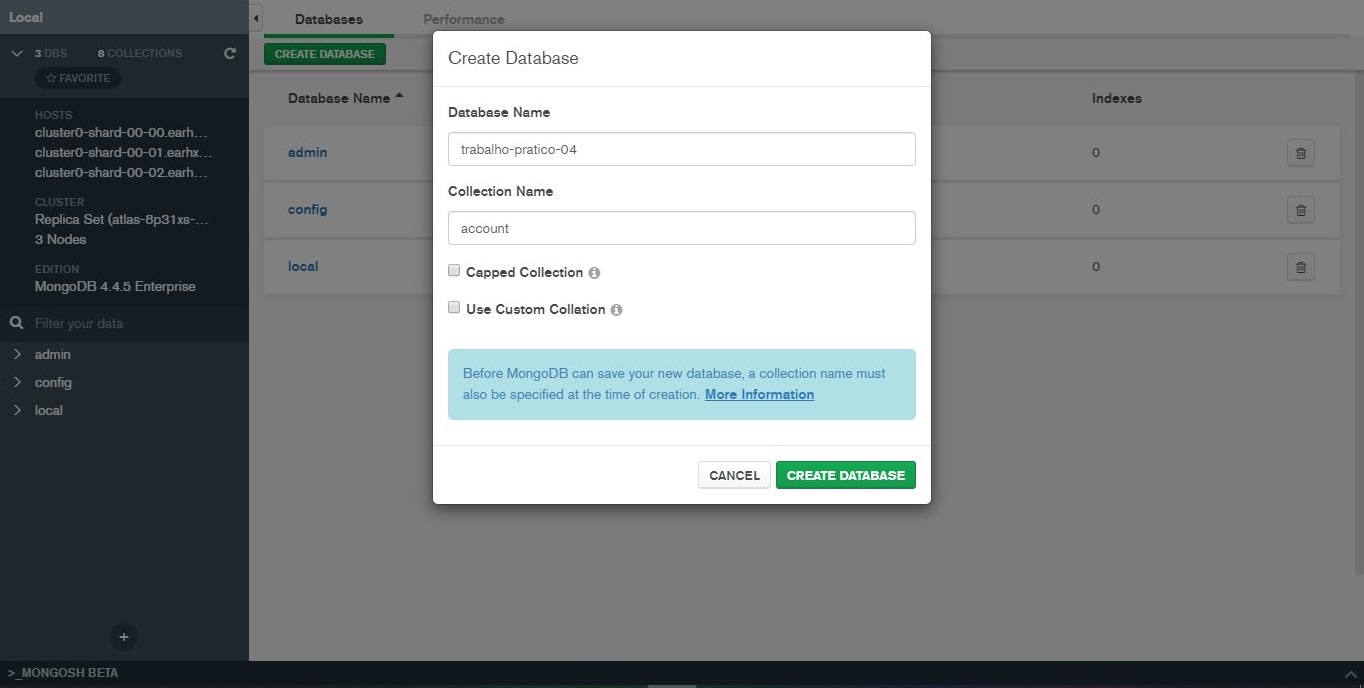 Local
3 DBS 8 COLLECTIONS
FAVORITE
HOSTS
cluster0-shard-00-00.earh...
cluster0-shard-00-01.earhx...
cluster0-shard-00-02.earh...
CLUSTER
Replica Set (atlas-8p31xs-...
3 Nodes
EDITION
MongoDB 4.4.5 Enterprise
Filter your data
admin
config
local
>_MONGOSH BETA
Databases Performance
CREATE DATABASE
Database Name Indexes
admin 0
config 0
local 0
Create Database
Database Name
trabalho-pratico-04
Collection Name
account
Capped Collection
Use Custom Collation
Before MongoDB can save your new database, a collection name must
also be specified at the time of creation. More Information
CANCEL CREATE DATABASE